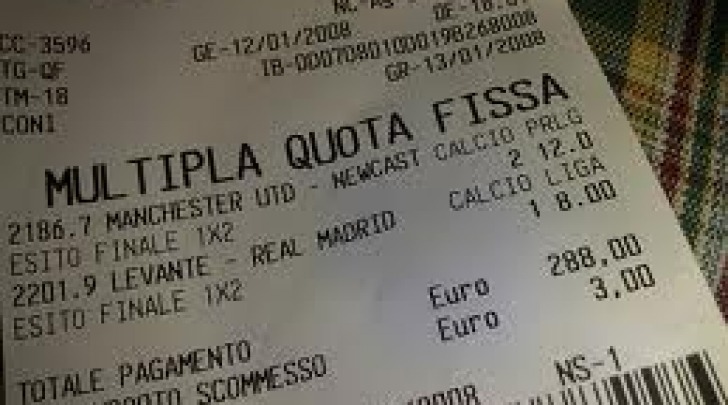 CC-3596
GE-12/01/2008
TG-QF
IB-0007080100019826​8008
TM-18
GR-13/01/2008
CONI
MULTIPLA QUOTA FISSA
2186.7 MANCHESTER UTD - NEWCAST CALCIO PRLG
ESITO FINALE 1X2 2 12.0
2201.9 LEVANTE - REAL MADRID CALCIO LIGA
ESITO FINALE 1X2 1 8.00
TOTALE PAGAMENTO Euro 288,00
SCOMMESSO Euro 3,00
NS-1